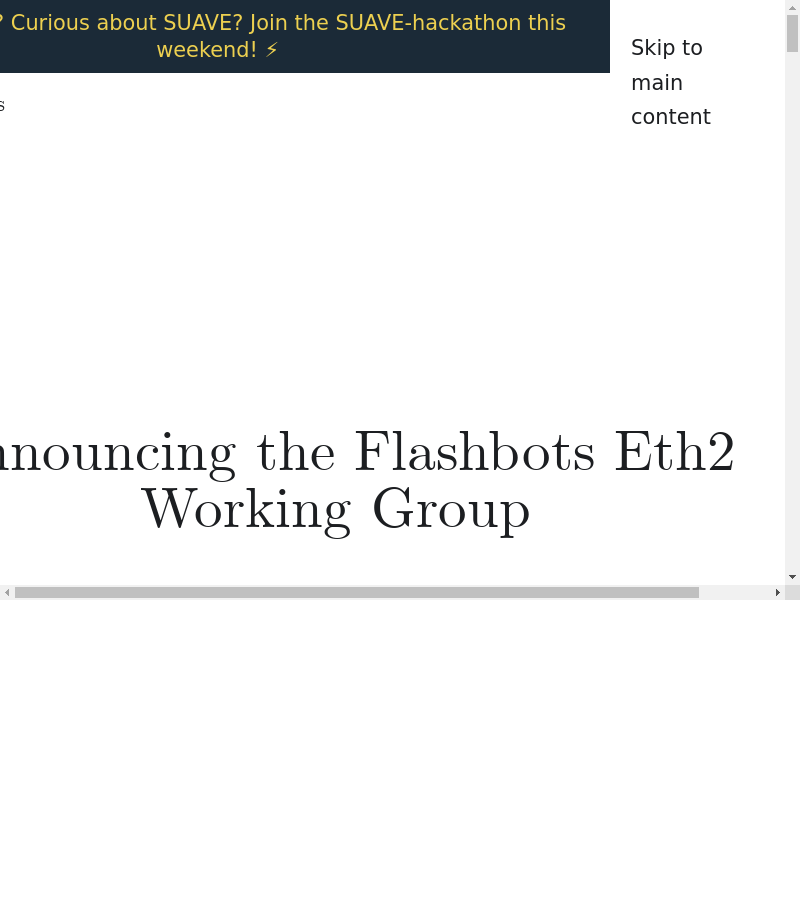 ? Curious about SUAVE? Join the SUAVE-hackathon this
weekend! ⚡
Skip to
main
content
s
nnouncing the Flashbots Eth2
Working Group